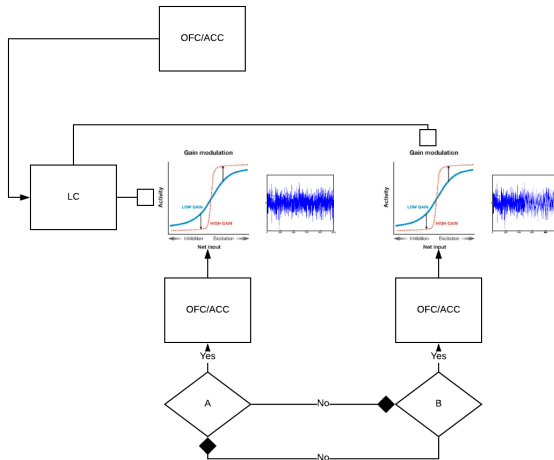 OFC/ACC
LC
Gain modulation
Activity
LOW GAIN
HIGH GAIN
Inhibition Excitation
Net input
Gain modulation
Activity
LOW GAIN
HIGH GAIN
Inhibition Excitation
Net input
OFC/ACC
OFC/ACC
Yes
Yes
A
No
B
No